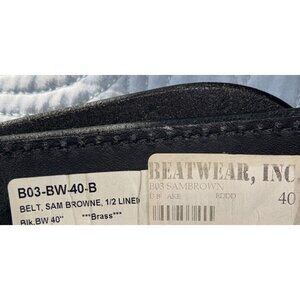 B03-BW-40-B
BELT, SAM BROWNE, 1/2 LINED
Blk,BW 40" ***Brass***
BEATWEAR, INC
B03 SAMBROWN
40